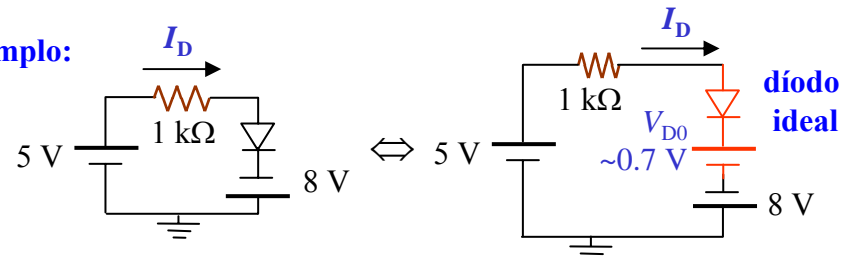 mplo:
I_D
1 kΩ
5 V
8 V
⇔
I_D
1 kΩ
5 V
V_D0
~0.7 V
8 V
díodo
ideal